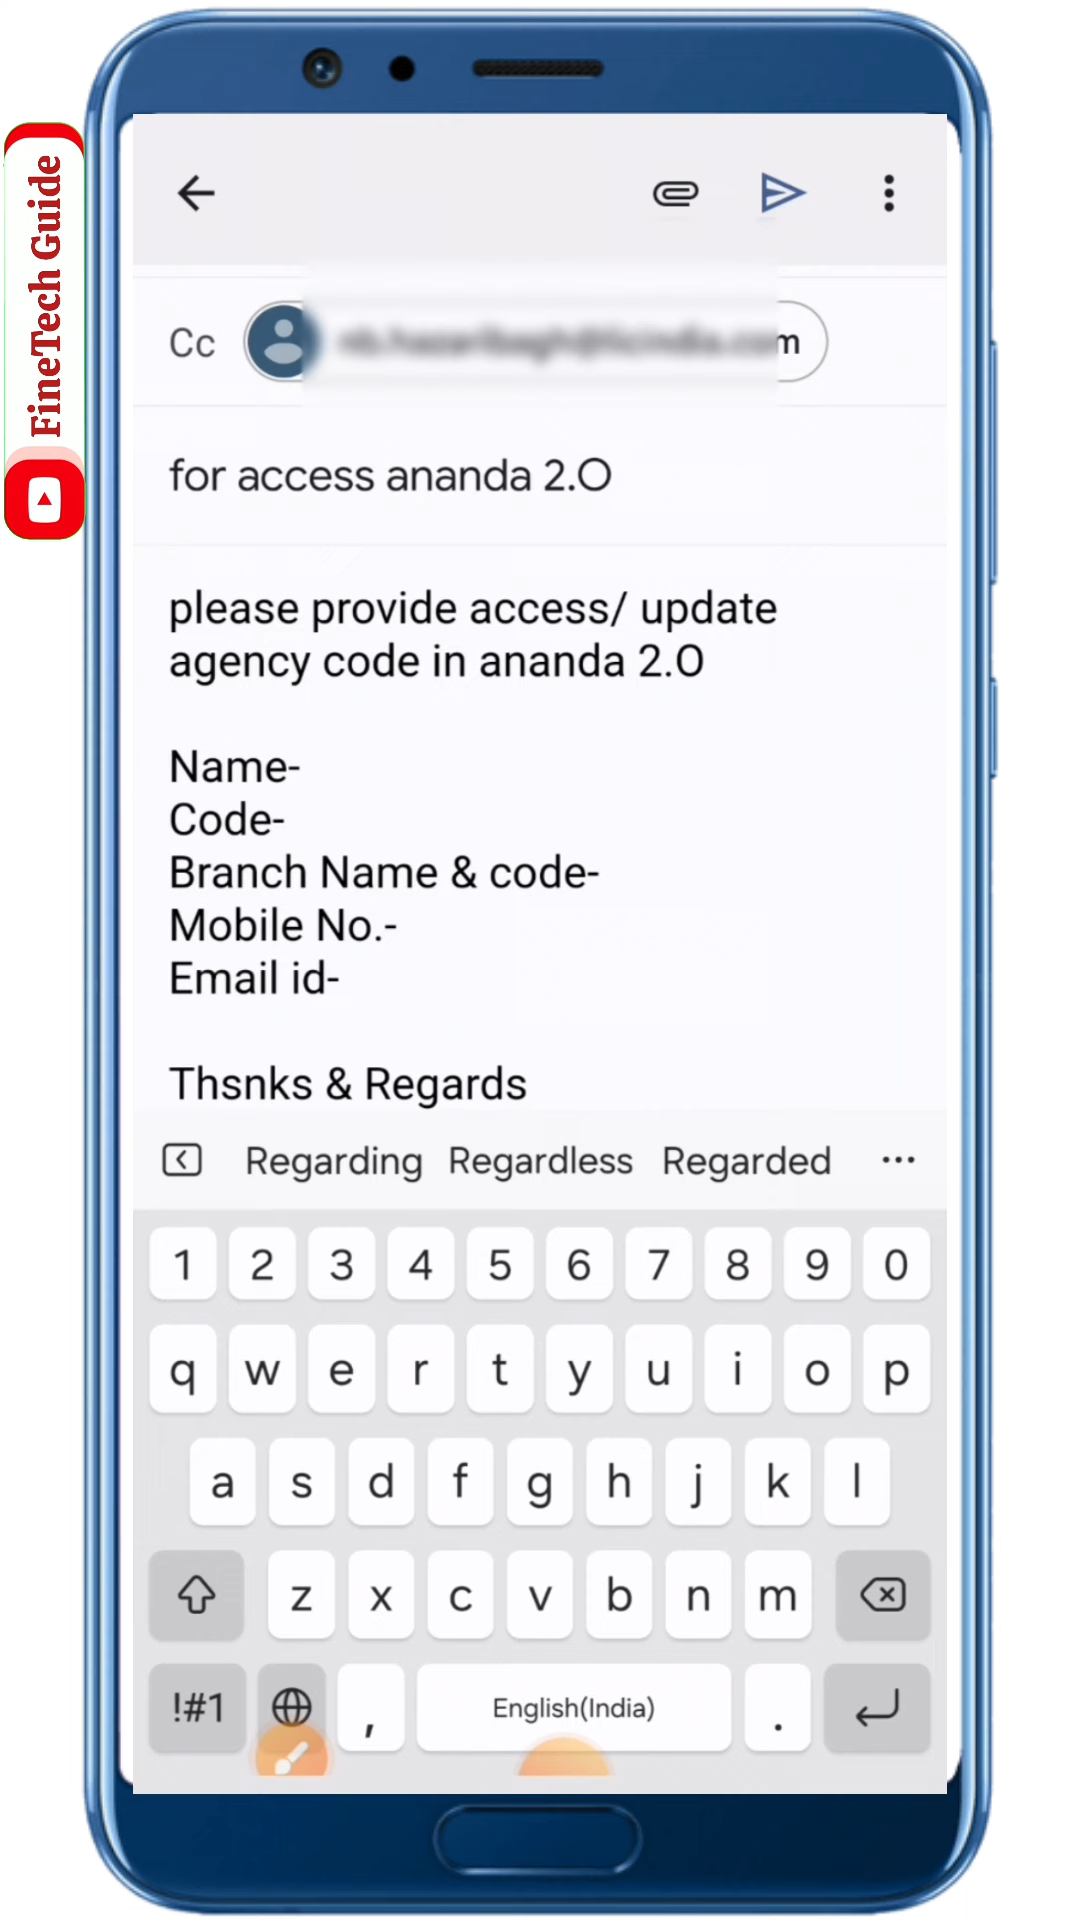 FineTech Guide
Cc
m
for access ananda 2.O
please provide access/ update
agency code in ananda 2.O
Name-
Code-
Branch Name & code-
Mobile No.-
Email id-
Thsnks & Regards
Regarding Regardless Regarded
1 2 3 4 5 6 7 8 9 0
q w e r t y u i o p
a s d f g h j k l
z x c v b n m
!#1 , English(India) .